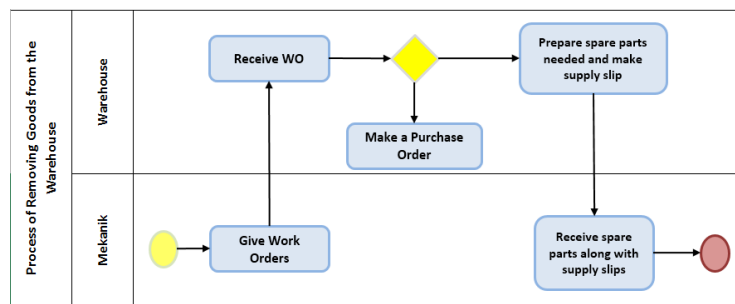 Process of Removing Goods from the
Warehouse
Warehouse
Mekanik
Receive WO
Prepare spare parts
needed and make
supply slip
Make a Purchase
Order
Give Work
Orders
Receive spare
parts along with
supply slips